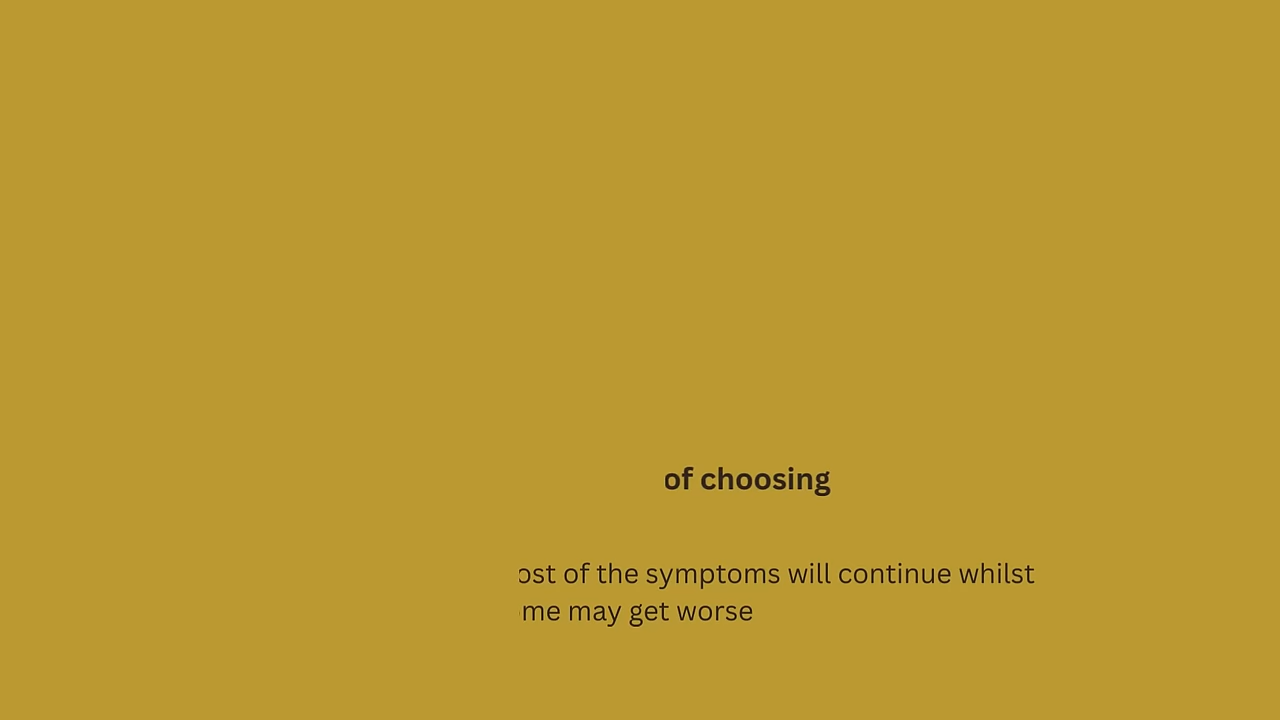 of choosing
ost of the symptoms will continue whilst
me may get worse